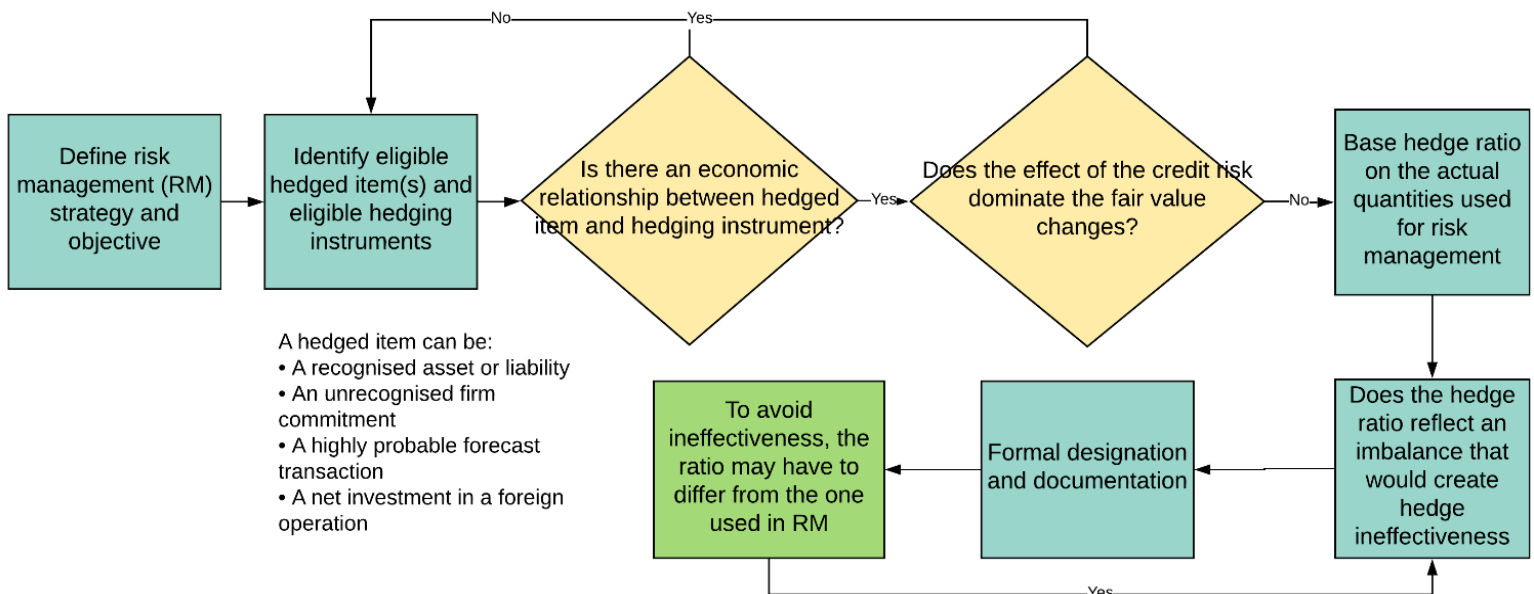 No
Yes
Define risk
management (RM)
strategy and
objective
Identify eligible
hedged item(s) and
eligible hedging
instruments
Is there an economic
relationship between hedged
item and hedging instrument?
Yes
Does the effect of the credit risk
dominate the fair value
changes?
No
Base hedge ratio
on the actual
quantities used
for risk
management
A hedged item can be:
• A recognised asset or liability
• An unrecognised firm
commitment
• A highly probable forecast
transaction
• A net investment in a foreign
operation
Does the hedge
ratio reflect an
imbalance that
would create
hedge
ineffectiveness
Formal designation
and documentation
To avoid
ineffectiveness, the
ratio may have to
differ from the one
used in RM
Yes